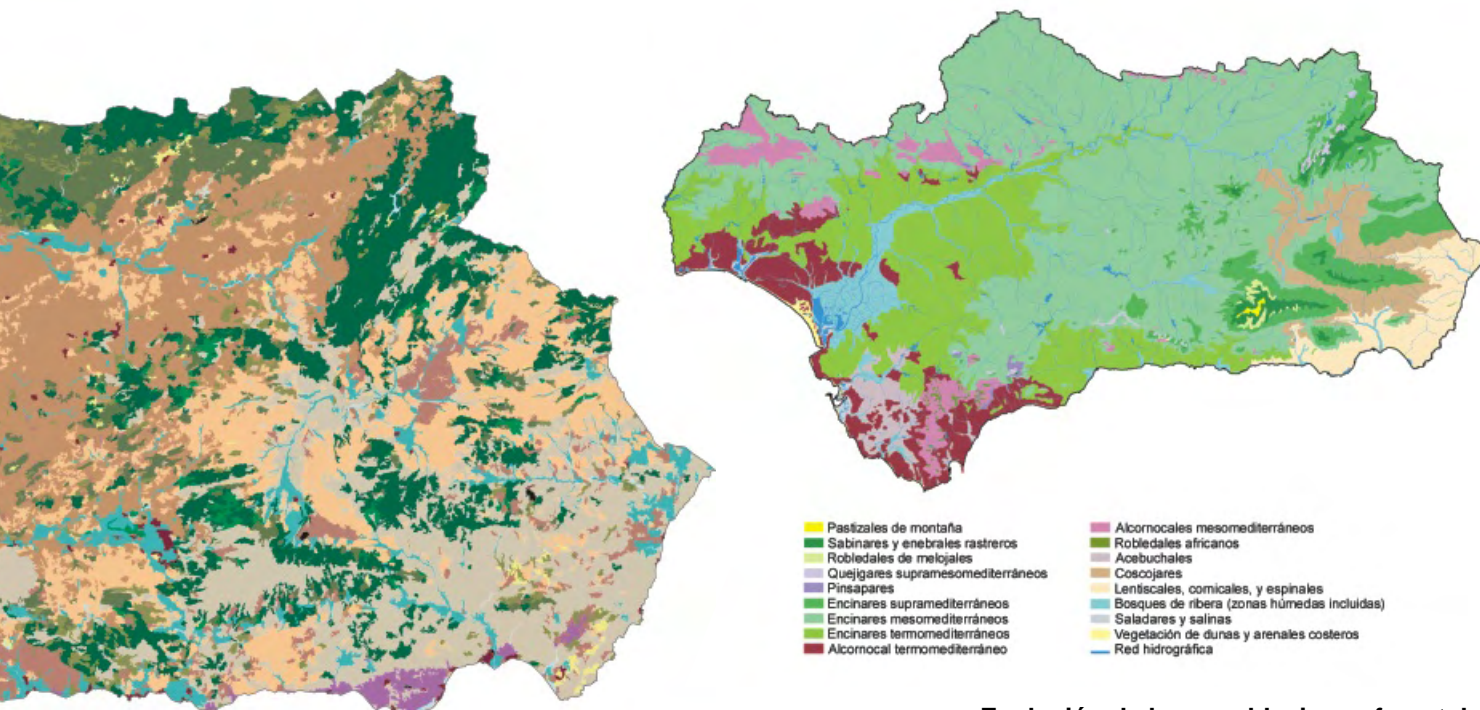 Pastizales de montaña
Sabinares y enebrales rastreros
Robledales de melojales
Quejigares supramesomediterráneos
Pinsapares
Encinares supramediterráneos
Encinares mesomediterráneos
Encinares termomediterráneos
Alcornocal termomediterráneo
Alcornocales mesomediterráneos
Robledales africanos
Acebuchales
Coscojares
Lentiscales, cornicales, y espinales
Bosques de ribera (zonas húmedas incluidas)
Saladares y salinas
Vegetación de dunas y arenales costeros
Red hidrográfica